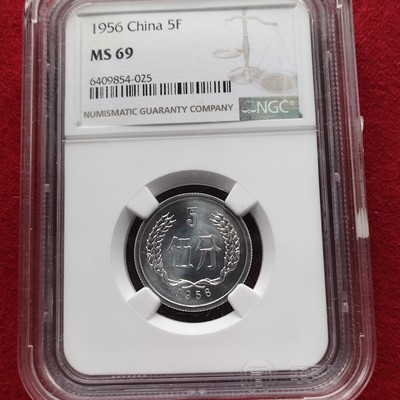 1956 China 5F
MS 69
6409854-025
NUMISMATIC GUARANTY COMPANY
NGC
5
伍分
1956